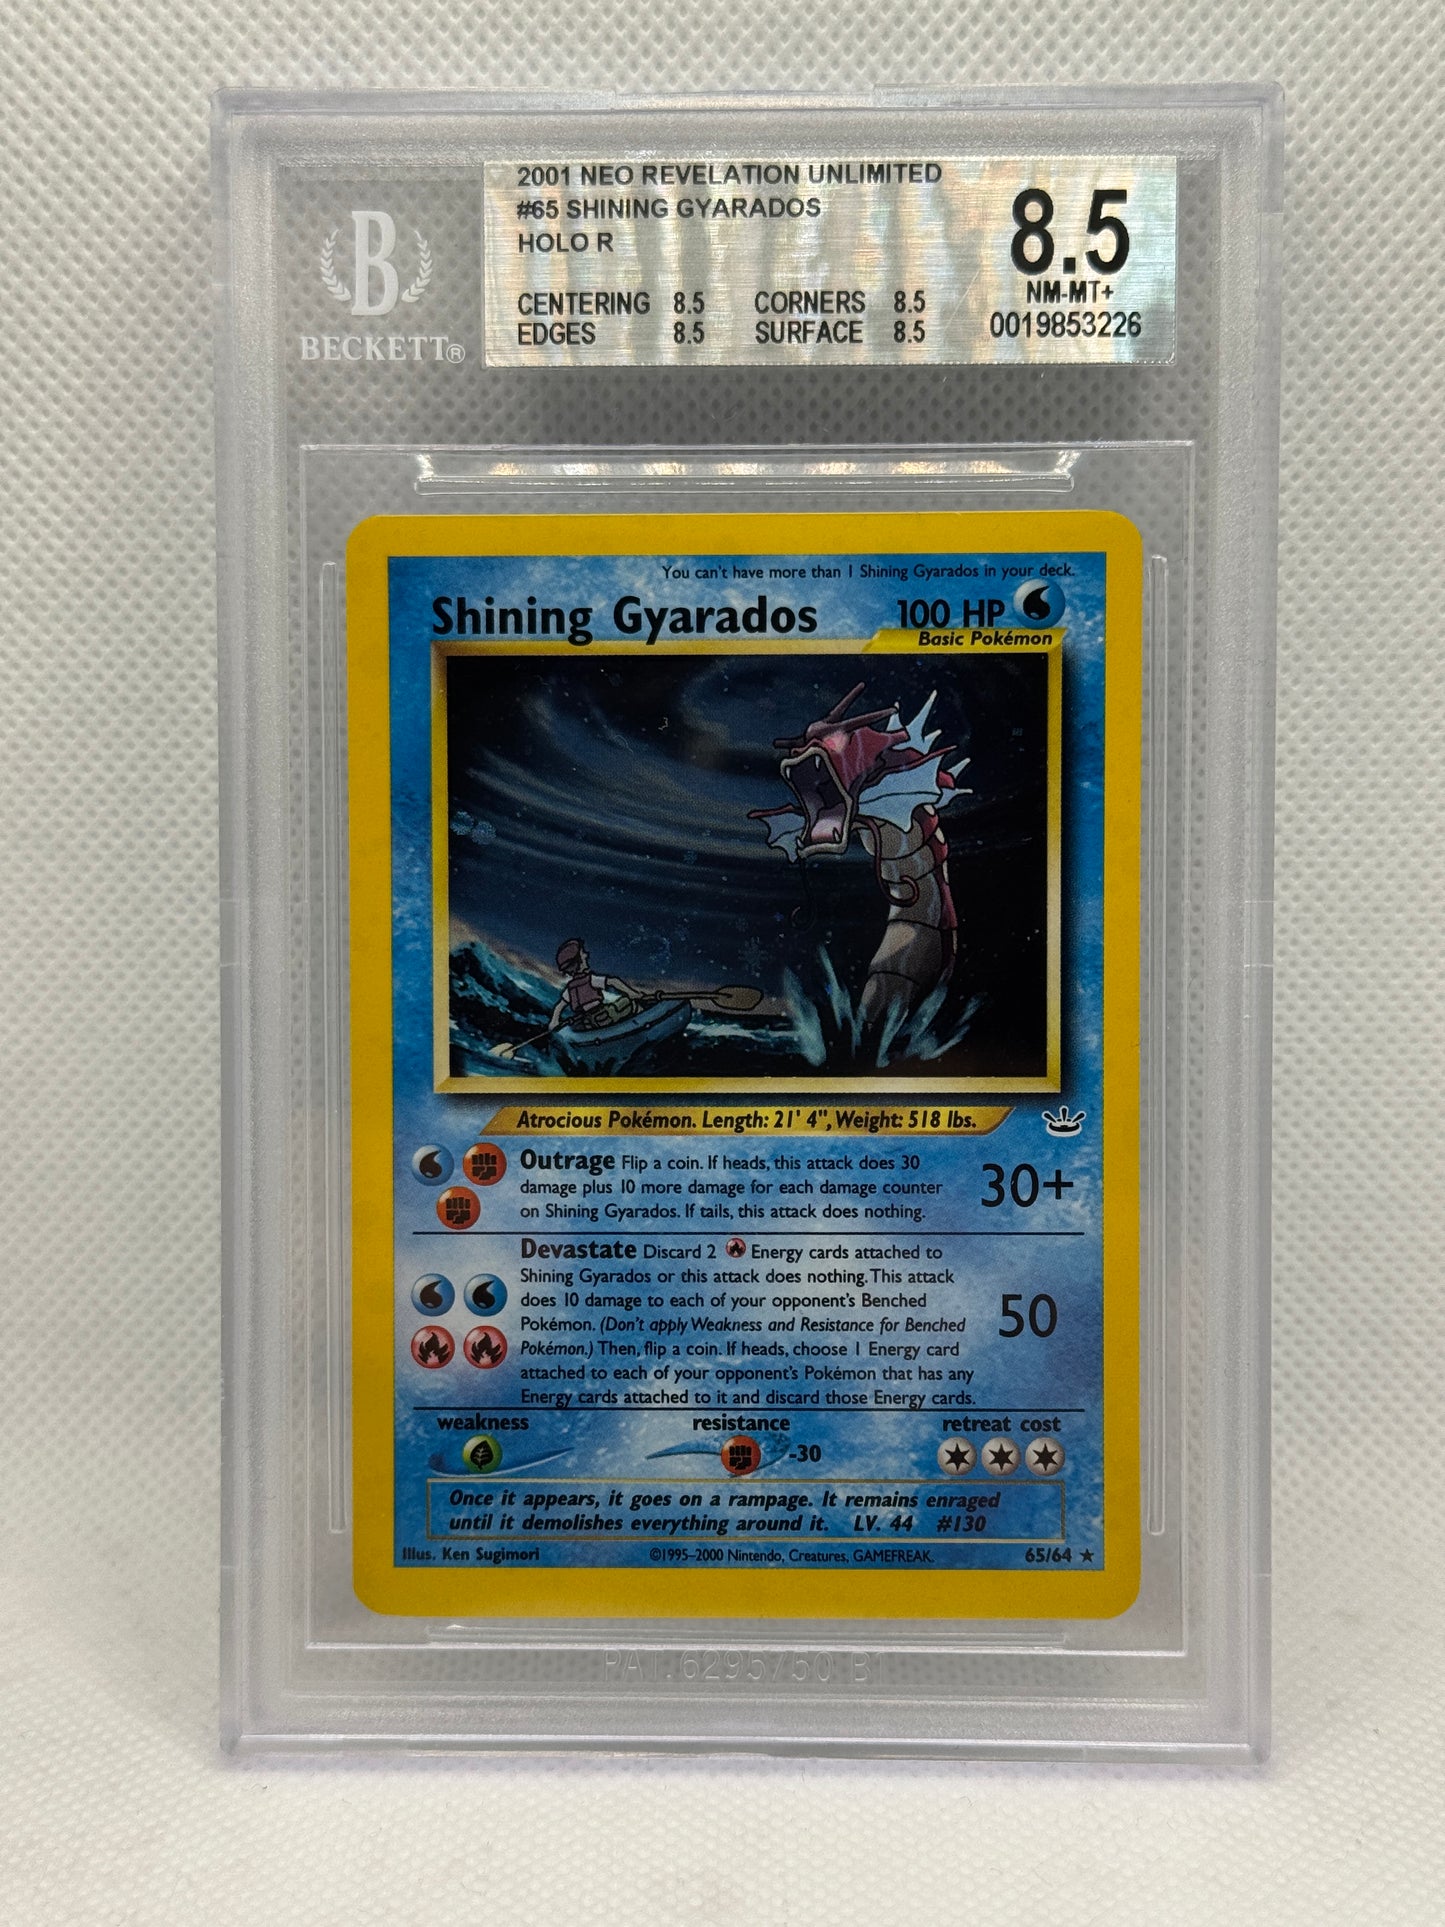 2001 NEO REVELATION UNLIMITED
#65 SHINING GYARADOS
HOLO R
8.5
NM-MT+
0019853226
CENTERING 8.5 CORNERS 8.5
EDGES 8.5 SURFACE 8.5
B
BECKETT®
You can't have more than 1 Shining Gyarados in your deck.
Shining Gyarados 100 HP
Basic Pokémon
Atrocious Pokémon. Length: 21' 4", Weight: 518 lbs.
Outrage Flip a coin. If heads, this attack does 30
damage plus 10 more damage for each damage counter
on Shining Gyarados. If tails, this attack does nothing.
30+
Devastate Discard 2 Energy cards attached to
Shining Gyarados or this attack does nothing. This attack
does 10 damage to each of your opponent's Benched
Pokémon. (Don't apply Weakness and Resistance for Benched
Pokémon.) Then, flip a coin. If heads, choose 1 Energy card
attached to each of your opponent's Pokémon that has any
Energy cards attached to it and discard those Energy cards.
50
weakness resistance retreat cost
-30
Once it appears, it goes on a rampage. It remains enraged
until it demolishes everything around it. LV. 44 #130
Illus. Ken Sugimori ©1995-2000 Nintendo, Creatures, GAMEFREAK. 65/64 ★
PAT. 6295750 B1